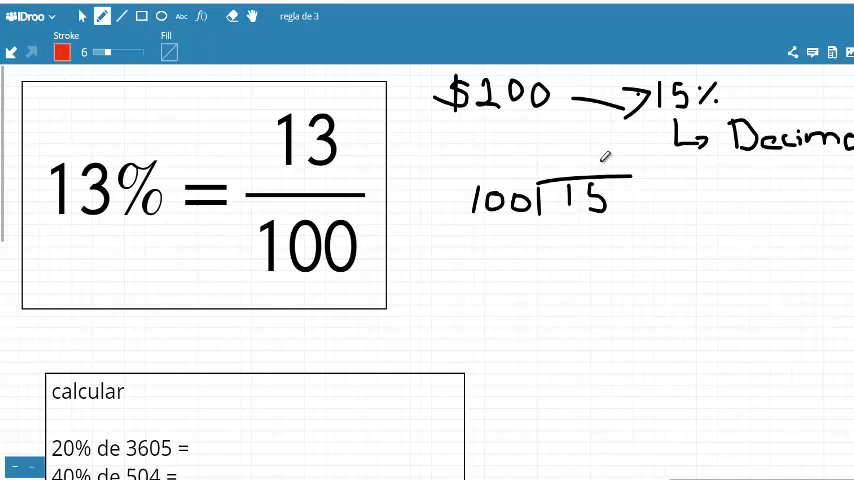 IDroo
Abc f() regla de 3
Stroke
6
Fill
13% = 13
100
$100 → 15%
↳ Decima
100 15
calcular
20% de 3605 =
40% de 504 =